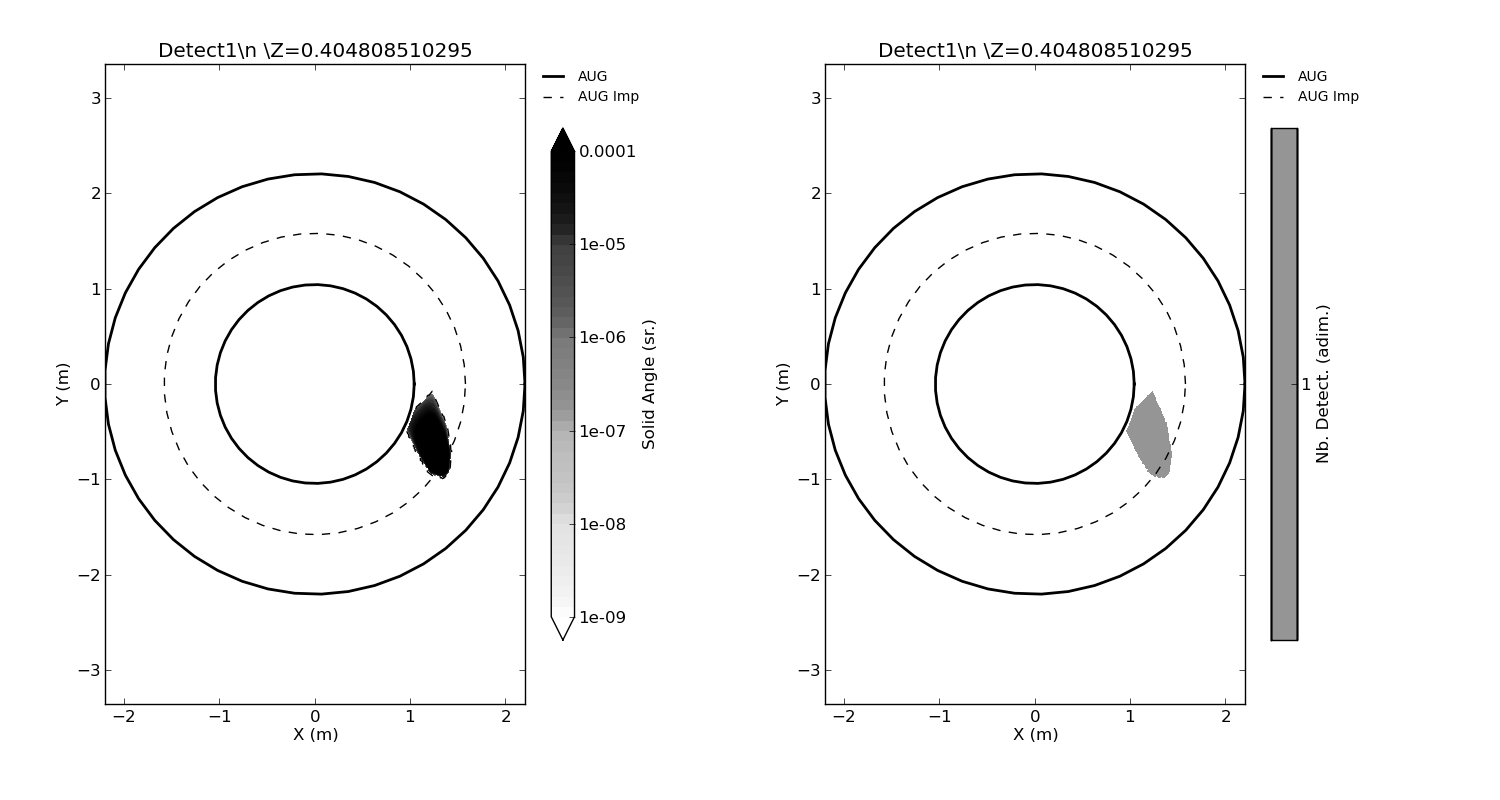 Detect1\n \Z=0.404808510295
AUG
AUG Imp
3
2
1
0
−1
−2
−3
Y (m)
−2 −1 0 1 2
X (m)
0.0001
1e-05
1e-06
1e-07
1e-08
1e-09
Solid Angle (sr.)
Detect1\n \Z=0.404808510295
AUG
AUG Imp
3
2
1
0
−1
−2
−3
Y (m)
−2 −1 0 1 2
X (m)
1
Nb. Detect. (adim.)